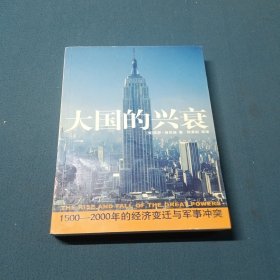 大国的兴衰
THE RISE AND FALL OF THE GREAT POWERS
1500—2000年的经济变迁与军事冲突